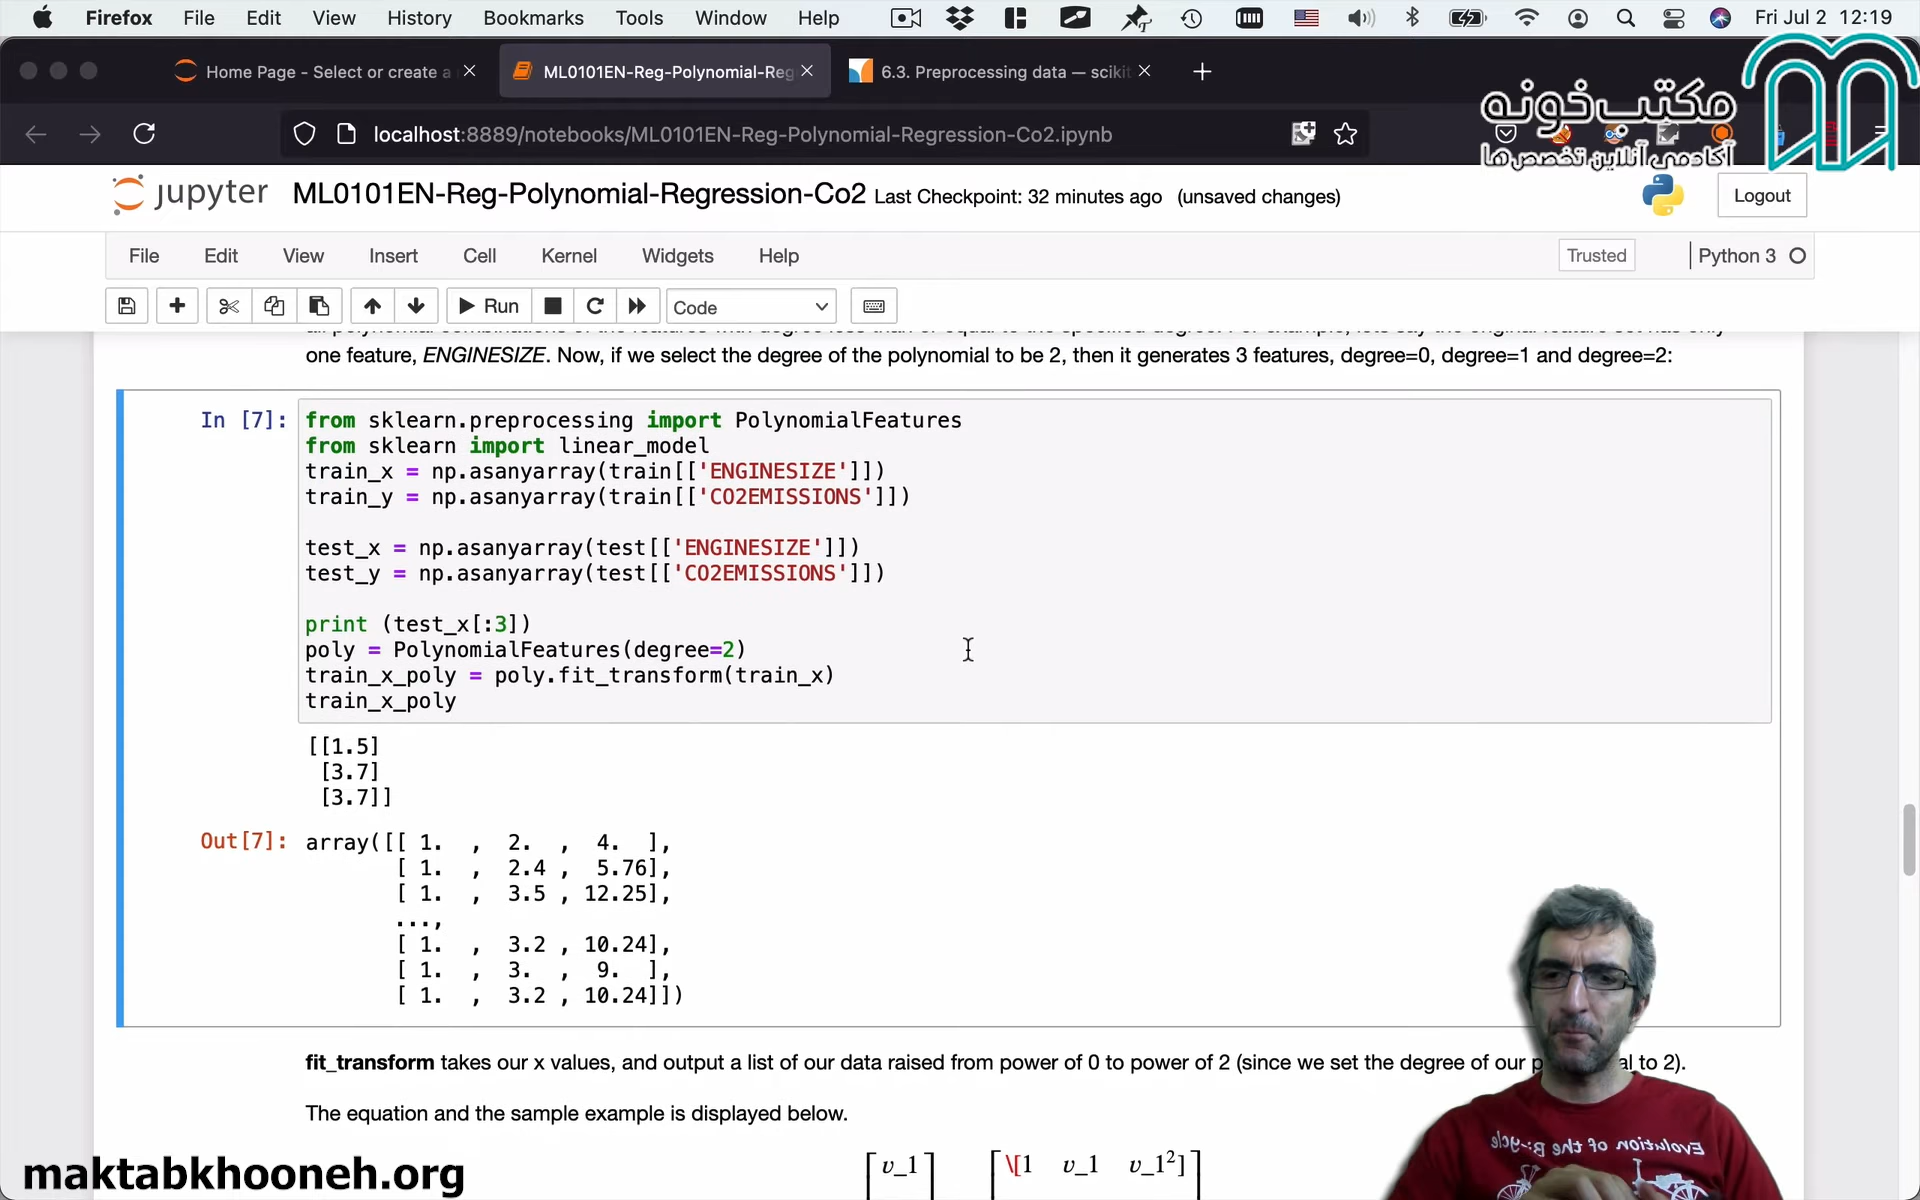 Firefox File Edit View History Bookmarks Tools Window Help Fri Jul 2 12:19
Home Page - Select or create a ML0101EN-Reg-Polynomial-Reg 6.3. Preprocessing data — scikit
مکتب‌خونه
آکادمی آنلاین تخصص‌ها
localhost:8889/notebooks/ML0101EN-Reg-Polynomial-Regression-Co2.ipynb
jupyter ML0101EN-Reg-Polynomial-Regression-Co2 Last Checkpoint: 32 minutes ago (unsaved changes) Logout
File Edit View Insert Cell Kernel Widgets Help Trusted Python 3
Run Code
one feature, ENGINESIZE. Now, if we select the degree of the polynomial to be 2, then it generates 3 features, degree=0, degree=1 and degree=2:
In [7]: from sklearn.preprocessing import PolynomialFeatures
from sklearn import linear_model
train_x = np.asanyarray(train[['ENGINESIZE']])
train_y = np.asanyarray(train[['CO2EMISSIONS']])
test_x = np.asanyarray(test[['ENGINESIZE']])
test_y = np.asanyarray(test[['CO2EMISSIONS']])
print (test_x[:3])
poly = PolynomialFeatures(degree=2)
train_x_poly = poly.fit_transform(train_x)
train_x_poly
[[1.5]
[3.7]
[3.7]]
Out[7]: array([[ 1. , 2. , 4. ],
[ 1. , 2.4 , 5.76],
[ 1. , 3.5 , 12.25],
...,
[ 1. , 3.2 , 10.24],
[ 1. , 3. , 9. ],
[ 1. , 3.2 , 10.24]])
fit_transform takes our x values, and output a list of our data raised from power of 0 to power of 2 (since we set the degree of our p al to 2).
The equation and the sample example is displayed below.
Evolution of the Bicycle
v_1 \[1 v_1 v_1²]
maktabkhooneh.org